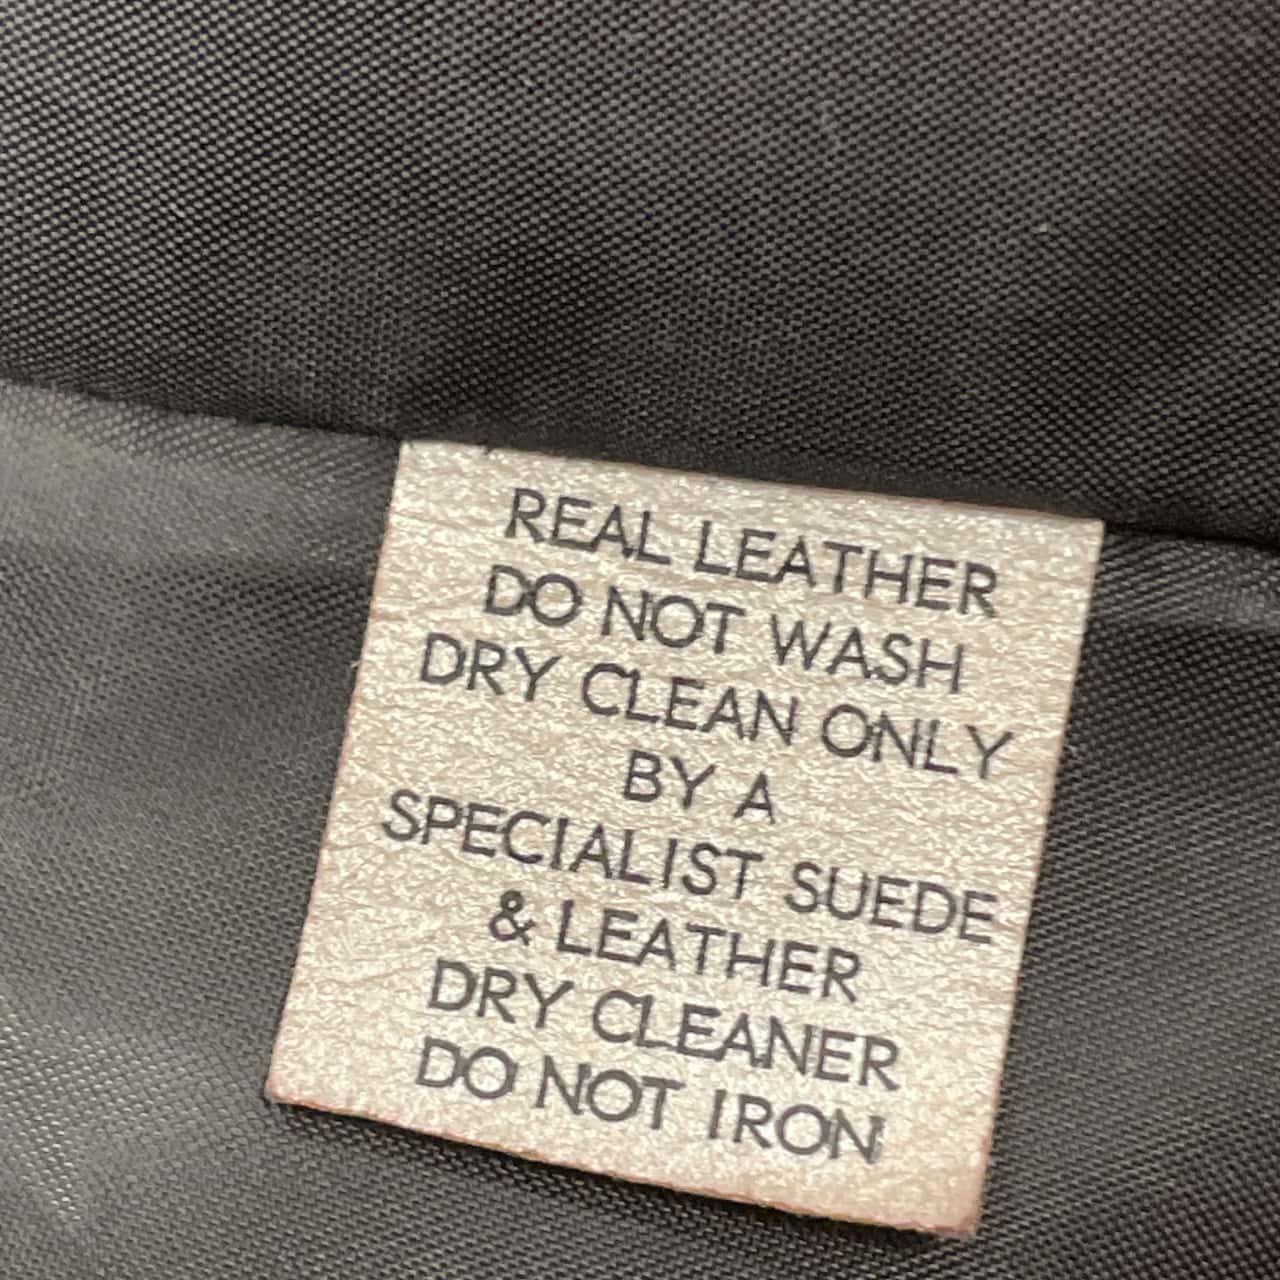 REAL LEATHER
DO NOT WASH
DRY CLEAN ONLY
BY A
SPECIALIST SUEDE
& LEATHER
DRY CLEANER
DO NOT IRON